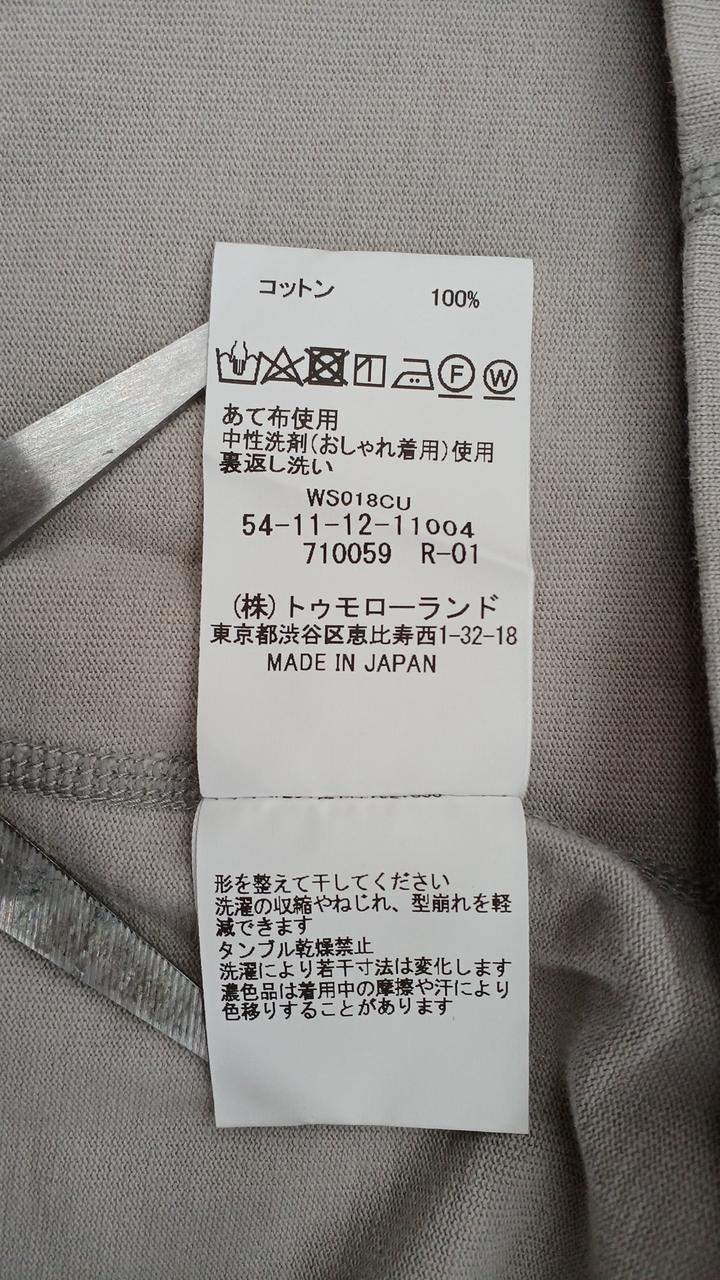 コットン 100%
F W
あて布使用
中性洗剤(おしゃれ着用)使用
裏返し洗い
WS018CU
54-11-12-11004
710059 R-01
(株)トゥモローランド
東京都渋谷区恵比寿西1-32-18
MADE IN JAPAN
形を整えて干してください
洗濯の収縮やねじれ、型崩れを軽
減できます
タンブル乾燥禁止
洗濯により若干寸法は変化します
濃色品は着用中の摩擦や汗により
色移りすることがあります